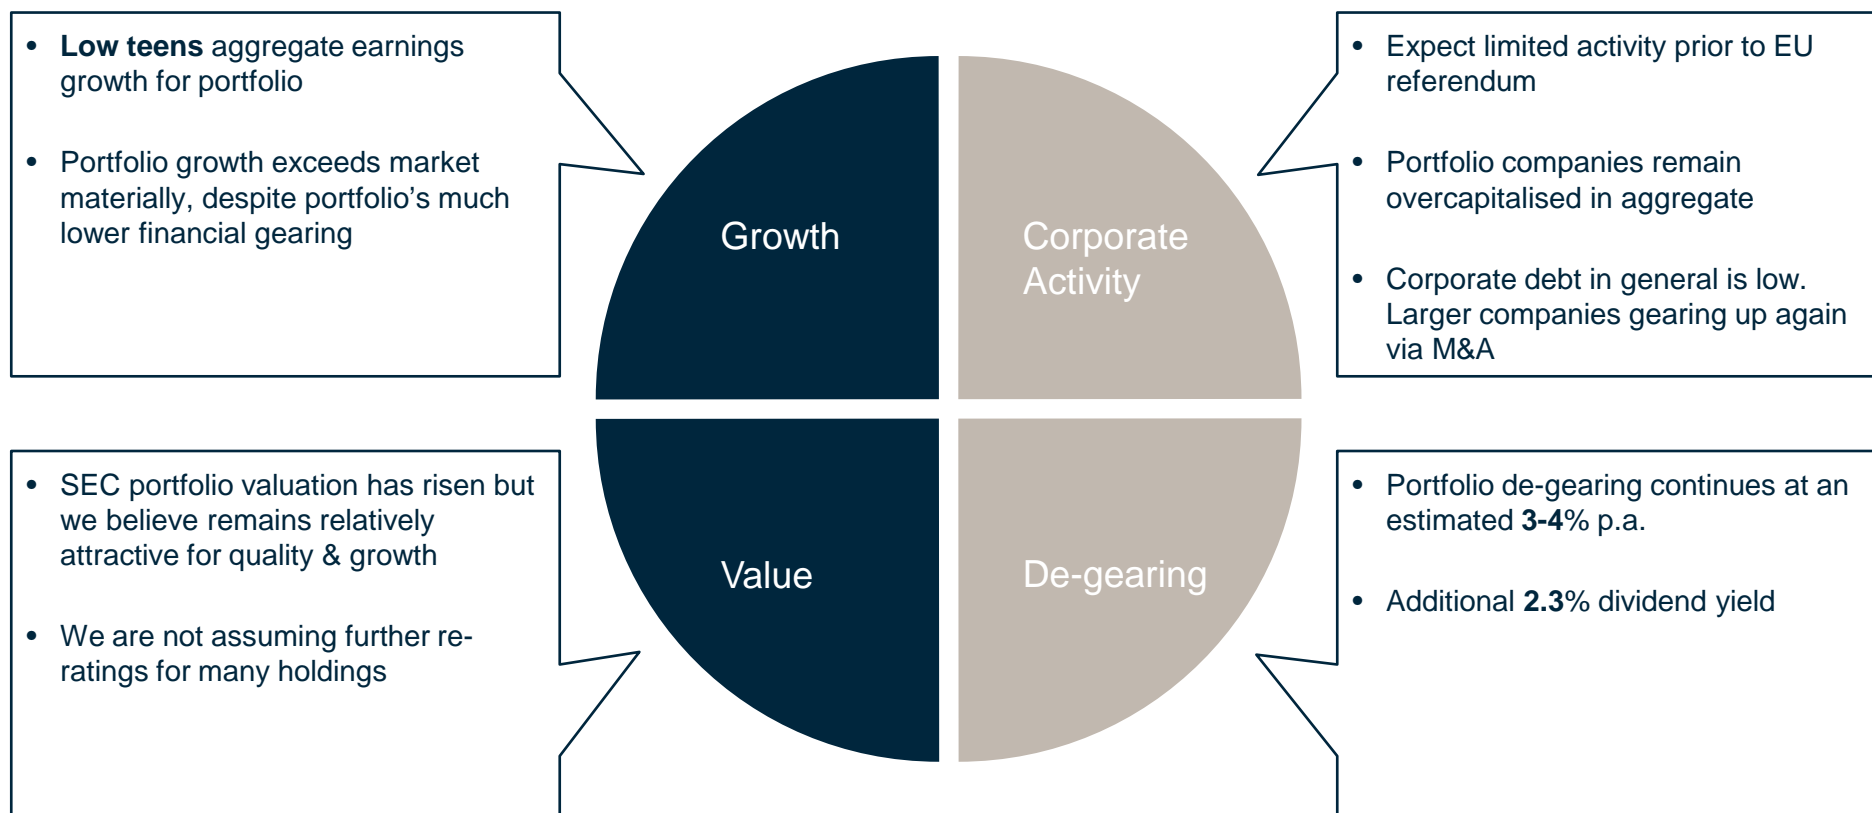 • Low teens aggregate earnings
growth for portfolio
• Portfolio growth exceeds market
materially, despite portfolio’s much
lower financial gearing
Growth
Corporate
Activity
• Expect limited activity prior to EU
referendum
• Portfolio companies remain
overcapitalised in aggregate
• Corporate debt in general is low.
Larger companies gearing up again
via M&A
• SEC portfolio valuation has risen but
we believe remains relatively
attractive for quality & growth
• We are not assuming further re-
ratings for many holdings
Value
De-gearing
• Portfolio de-gearing continues at an
estimated 3-4% p.a.
• Additional 2.3% dividend yield